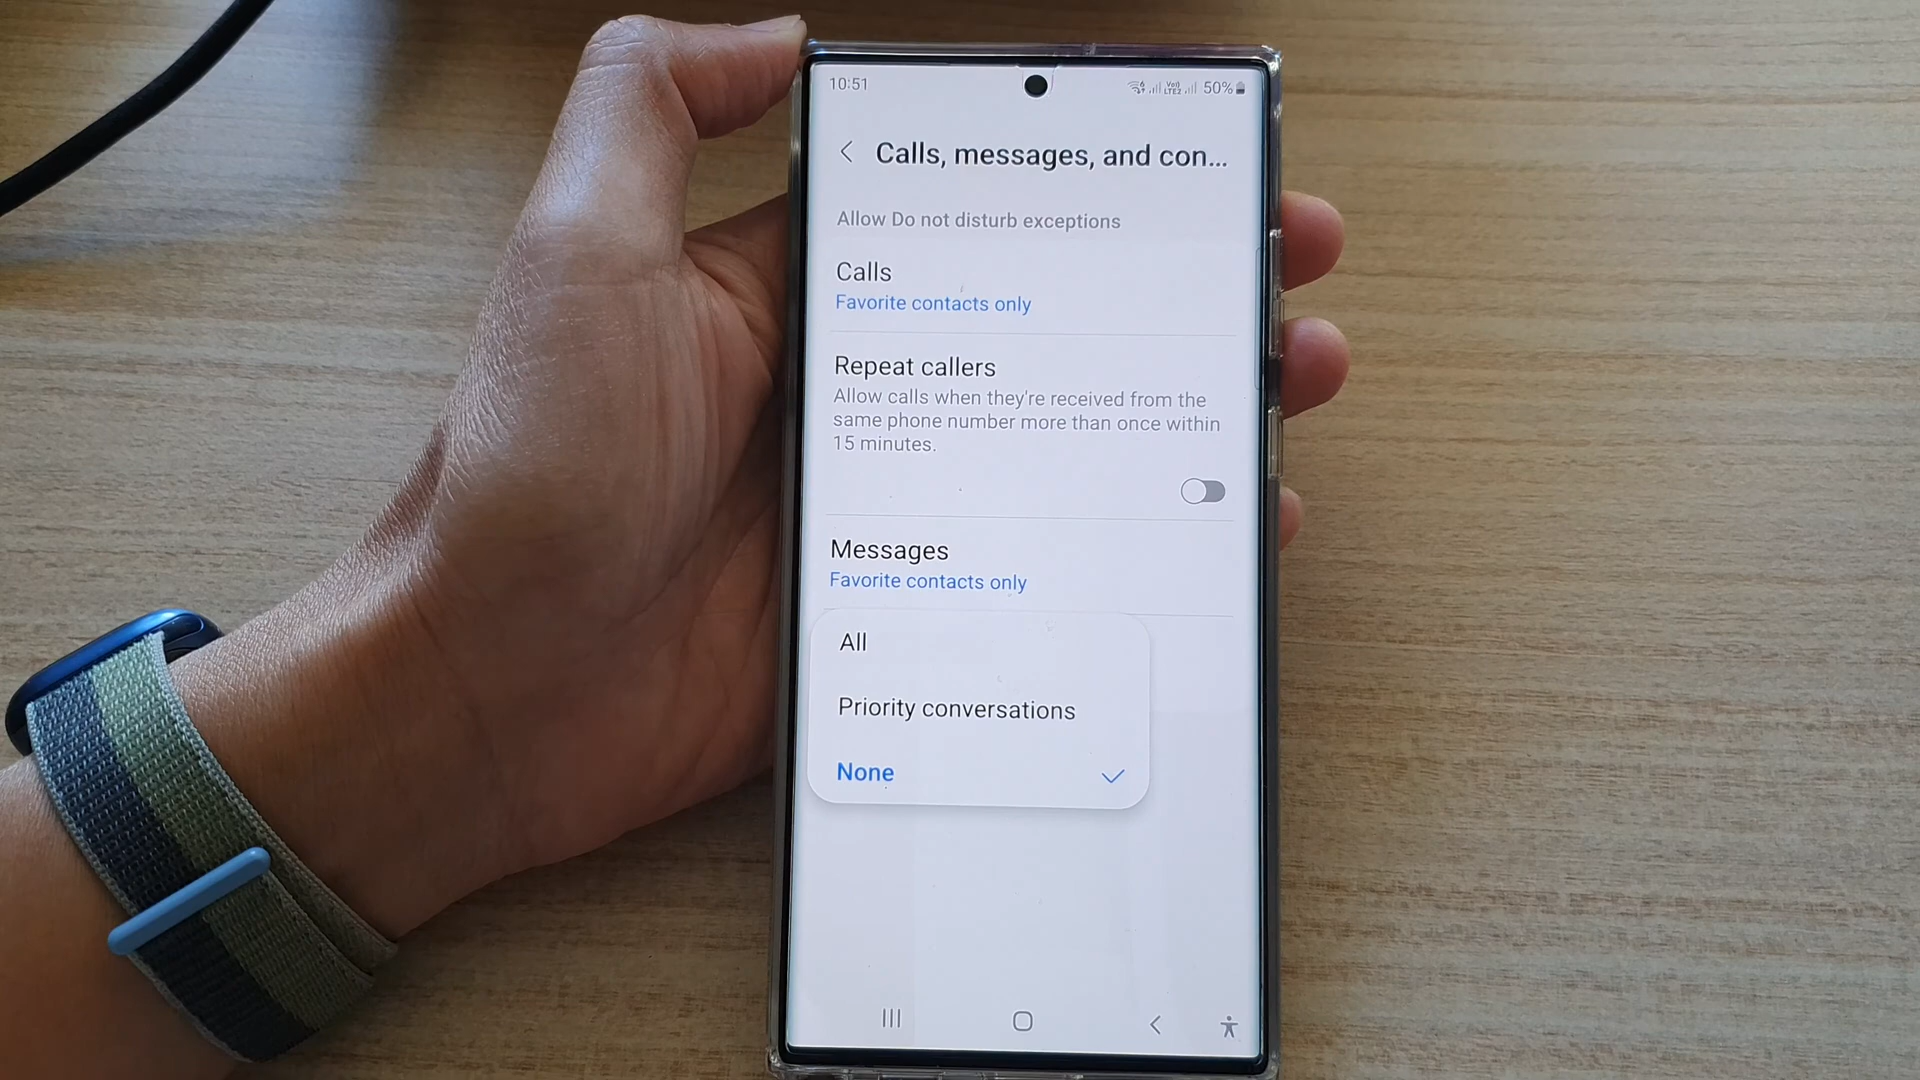 10:51
50%
Calls, messages, and con...
Allow Do not disturb exceptions
Calls
Favorite contacts only
Repeat callers
Allow calls when they're received from the
same phone number more than once within
15 minutes.
Messages
Favorite contacts only
All
Priority conversations
None